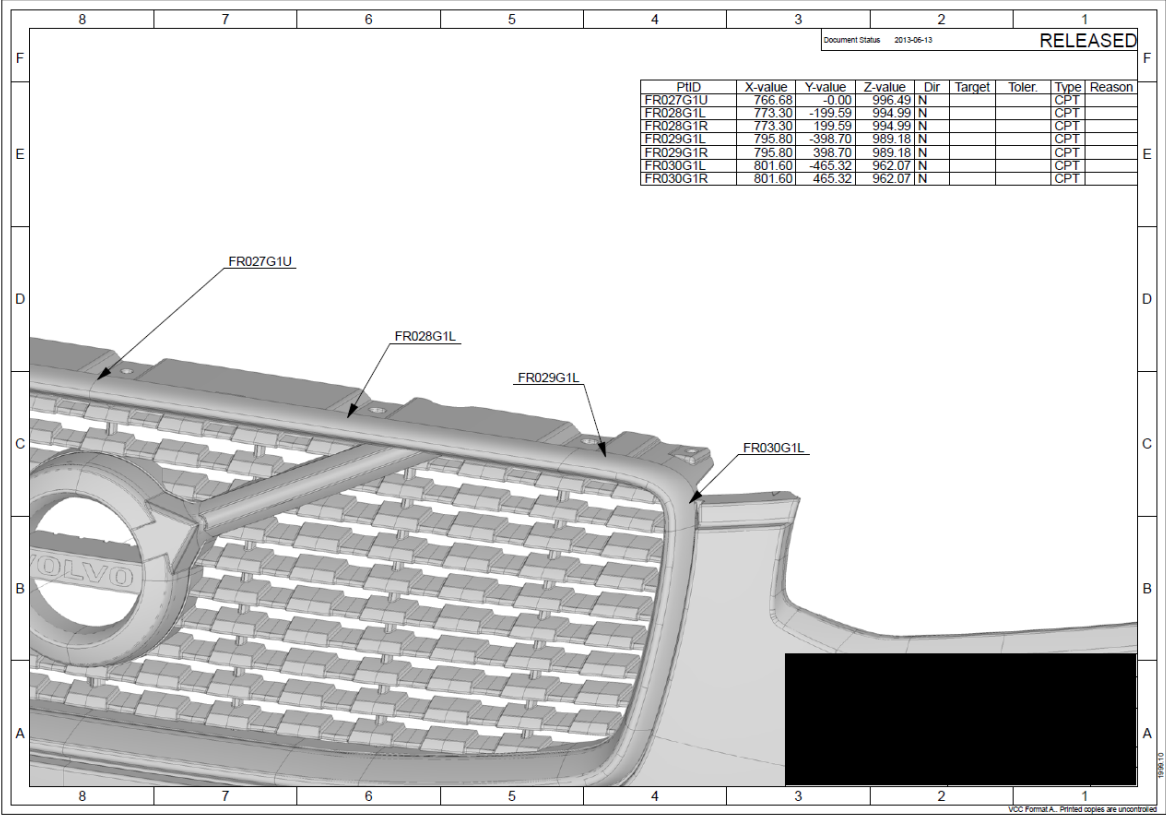 8 7 6 5 4 3 2 1
Document Status 2013-06-13 RELEASED
F F
PtID X-value Y-value Z-value Dir Target Toler. Type Reason
FR027G1U 766.68 -0.00 996.49 N CPT
FR028G1L 773.30 -199.59 994.99 N CPT
FR028G1R 773.30 199.59 994.99 N CPT
FR029G1L 795.80 -398.70 989.18 N CPT
FR029G1R 795.80 398.70 989.18 N CPT
FR030G1L 801.60 -465.32 962.07 N CPT
FR030G1R 801.60 465.32 962.07 N CPT
E E
FR027G1U
D D
FR028G1L
FR029G1L
C C
FR030G1L
VOLVO
B B
A A
1999.10
8 7 6 5 4 3 2 1
VCC Format A.. Printed copies are uncontrolled